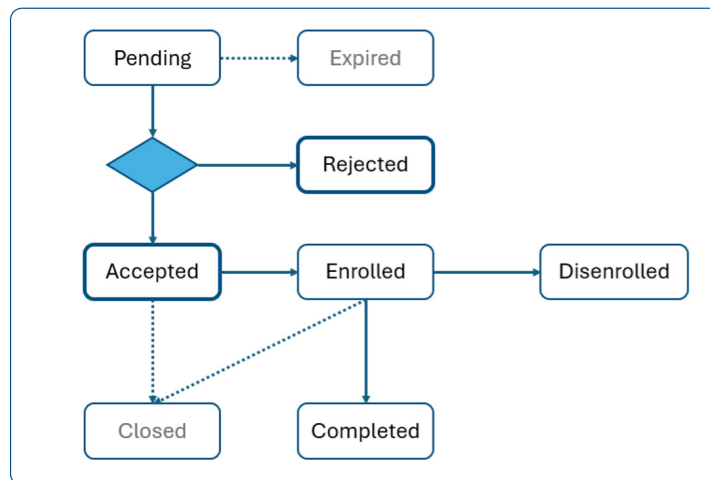 Pending
Expired
Rejected
Accepted
Enrolled
Disenrolled
Closed
Completed